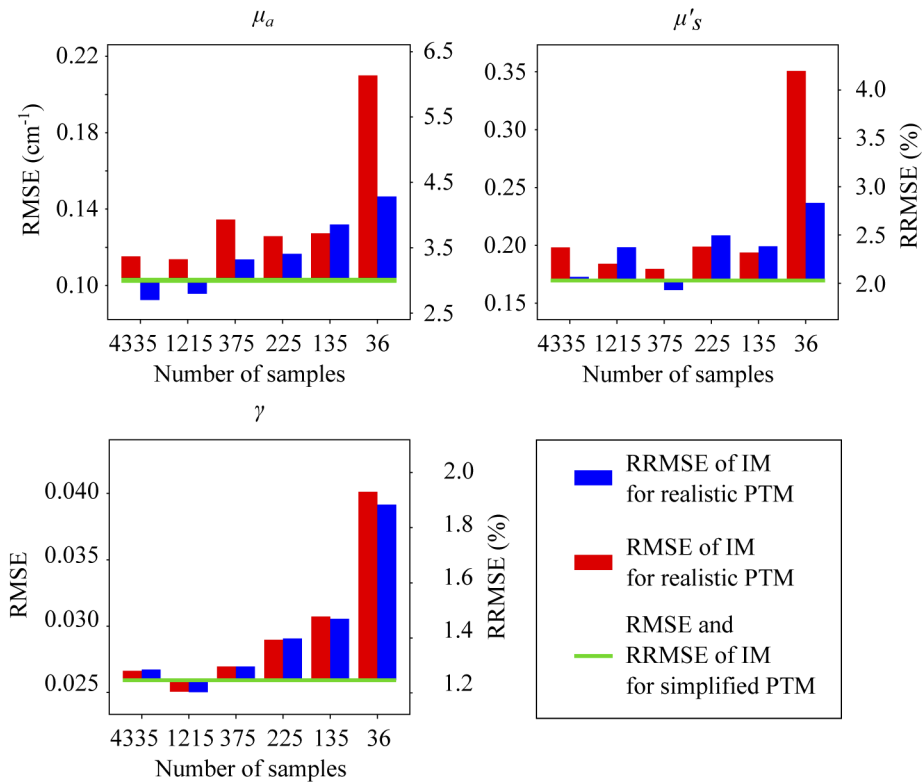 μa
μ's
0.22
0.18
0.14
0.10
RMSE (cm-1)
6.5
5.5
4.5
3.5
2.5
4335 1215 375 225 135 36
Number of samples
0.35
0.30
0.25
0.20
0.15
4.0
3.0
2.0
RRMSE (%)
4335 1215 375 225 135 36
Number of samples
γ
0.040
0.035
0.030
0.025
RMSE
2.0
1.8
1.6
1.4
1.2
RRMSE (%)
4335 1215 375 225 135 36
Number of samples
RRMSE of IM
for realistic PTM
RMSE of IM
for realistic PTM
RMSE and
RRMSE of IM
for simplified PTM